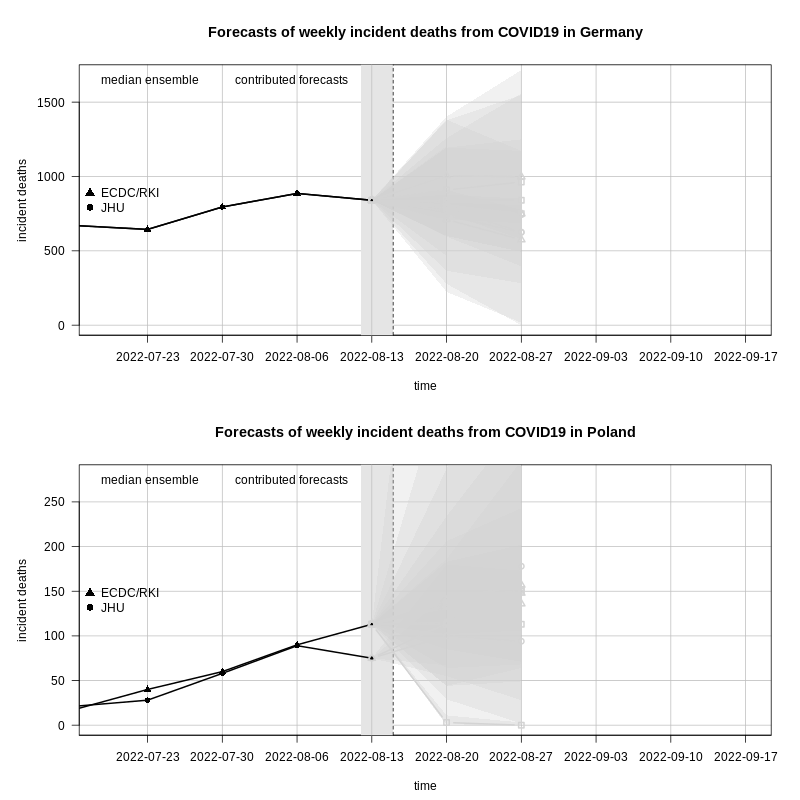 Forecasts of weekly incident deaths from COVID19 in Germany
median ensemble contributed forecasts
1500
1000
500
0
incident deaths
ECDC/RKI
JHU
2022-07-23 2022-07-30 2022-08-06 2022-08-13 2022-08-20 2022-08-27 2022-09-03 2022-09-10 2022-09-17
time
Forecasts of weekly incident deaths from COVID19 in Poland
median ensemble contributed forecasts
250
200
150
100
50
0
incident deaths
ECDC/RKI
JHU
2022-07-23 2022-07-30 2022-08-06 2022-08-13 2022-08-20 2022-08-27 2022-09-03 2022-09-10 2022-09-17
time